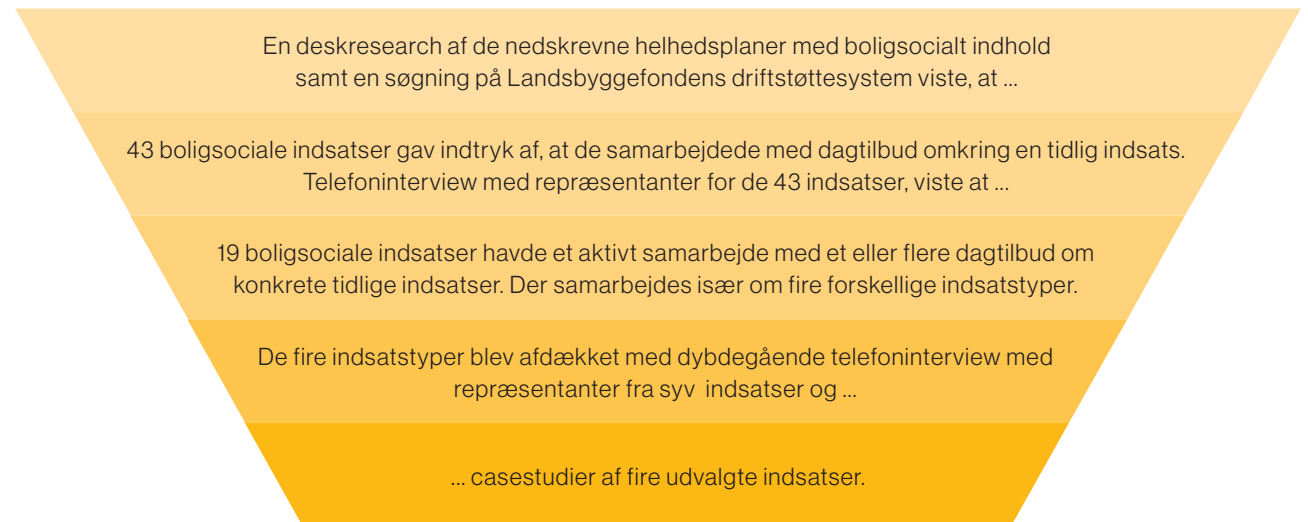 En deskresearch af de nedskrevne helhedsplaner med boligsocialt indhold
samt en søgning på Landsbyggefondens driftstøttesystem viste, at ...
43 boligsociale indsatser gav indtryk af, at de samarbejdede med dagtilbud omkring en tidlig indsats.
Telefoninterview med repræsentanter for de 43 indsatser, viste at ...
19 boligsociale indsatser havde et aktivt samarbejde med et eller flere dagtilbud om
konkrete tidlige indsatser. Der samarbejdes især om fire forskellige indsatstyper.
De fire indsatstyper blev afdækket med dybdegående telefoninterview med
repræsentanter fra syv indsatser og ...
... casestudier af fire udvalgte indsatser.